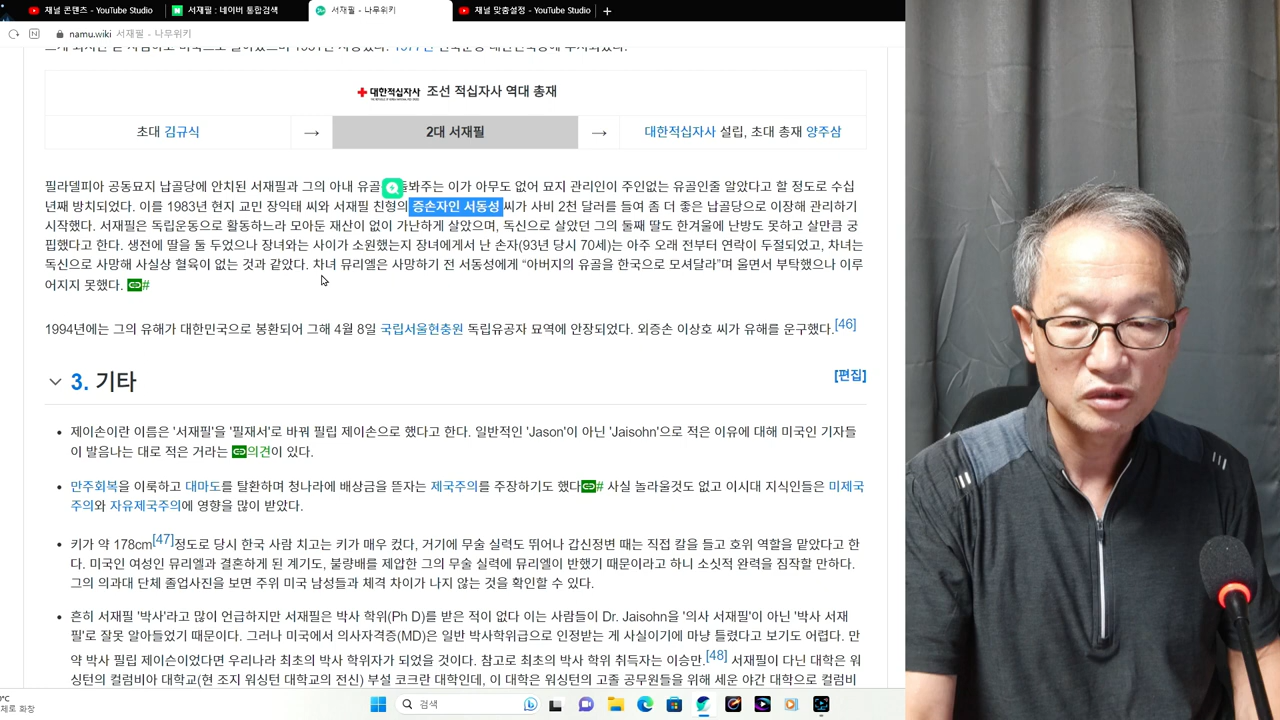 채널 콘텐츠 - YouTube Studio
서재필 : 네이버 통합검색
서재필 - 나무위키
채널 맞춤설정 - YouTube Studio
namu.wiki 서재필 - 나무위키
대한적십자사 조선 적십자사 역대 총재
초대 김규식 → 2대 서재필 → 대한적십자사 설립, 초대 총재 양주삼
필라델피아 공동묘지 납골당에 안치된 서재필과 그의 아내 유골 돌봐주는 이가 아무도 없어 묘지 관리인이 주인없는 유골인줄 알았다고 할 정도로 수십
년째 방치되었다. 이를 1983년 현지 교민 장익태 씨와 서재필 친형의 증손자인 서동성 씨가 사비 2천 달러를 들여 좀 더 좋은 납골당으로 이장해 관리하기
시작했다. 서재필은 독립운동으로 활동하느라 모아둔 재산이 없이 가난하게 살았으며, 독신으로 살았던 그의 둘째 딸도 한겨울에 난방도 못하고 살만큼 궁
핍했다고 한다. 생전에 딸을 둘 두었으나 장녀와는 사이가 소원했는지 장녀에게서 난 손자(93년 당시 70세)는 아주 오래 전부터 연락이 두절되었고, 차녀는
독신으로 사망해 사실상 혈육이 없는 것과 같았다. 차녀 뮤리엘은 사망하기 전 서동성에게 “아버지의 유골을 한국으로 모셔달라”며 울면서 부탁했으나 이루
어지지 못했다. #
1994년에는 그의 유해가 대한민국으로 봉환되어 그해 4월 8일 국립서울현충원 독립유공자 묘역에 안장되었다. 외증손 이상호 씨가 유해를 운구했다.[46]
3. 기타 [편집]
• 제이손이란 이름은 '서재필'을 '필재서'로 바꿔 필립 제이손으로 했다고 한다. 일반적인 'Jason'이 아닌 'Jaisohn'으로 적은 이유에 대해 미국인 기자들
이 발음나는 대로 적은 거라는 의견이 있다.
• 만주회복을 이룩하고 대마도를 탈환하며 청나라에 배상금을 뜯자는 제국주의를 주장하기도 했다# 사실 놀라울것도 없고 이시대 지식인들은 미제국
주의와 자유제국주의에 영향을 많이 받았다.
• 키가 약 178cm[47]정도로 당시 한국 사람 치고는 키가 매우 컸다, 거기에 무술 실력도 뛰어나 갑신정변 때는 직접 칼을 들고 호위 역할을 맡았다고 한
다. 미국인 여성인 뮤리엘과 결혼하게 된 계기도, 불량배를 제압한 그의 무술 실력에 뮤리엘이 반했기 때문이라고 하니 소싯적 완력을 짐작할 만하다.
그의 의과대 단체 졸업사진을 보면 주위 미국 남성들과 체격 차이가 나지 않는 것을 확인할 수 있다.
• 흔히 서재필 '박사'라고 많이 언급하지만 서재필은 박사 학위(Ph D)를 받은 적이 없다 이는 사람들이 Dr. Jaisohn을 '의사 서재필'이 아닌 '박사 서재
필'로 잘못 알아들었기 때문이다. 그러나 미국에서 의사자격증(MD)은 일반 박사학위급으로 인정받는 게 사실이기에 마냥 틀렸다고 보기도 어렵다. 만
약 박사 필립 제이슨이었다면 우리나라 최초의 박사 학위자가 되었을 것이다. 참고로 최초의 박사 학위 취득자는 이승만.[48] 서재필이 다닌 대학은 워
싱턴의 컬럼비아 대학교(현 조지 워싱턴 대학교의 전신) 부설 코크란 대학인데, 이 대학은 워싱턴의 고졸 공무원들을 위해 세운 야간 대학으로 컬럼비
검색